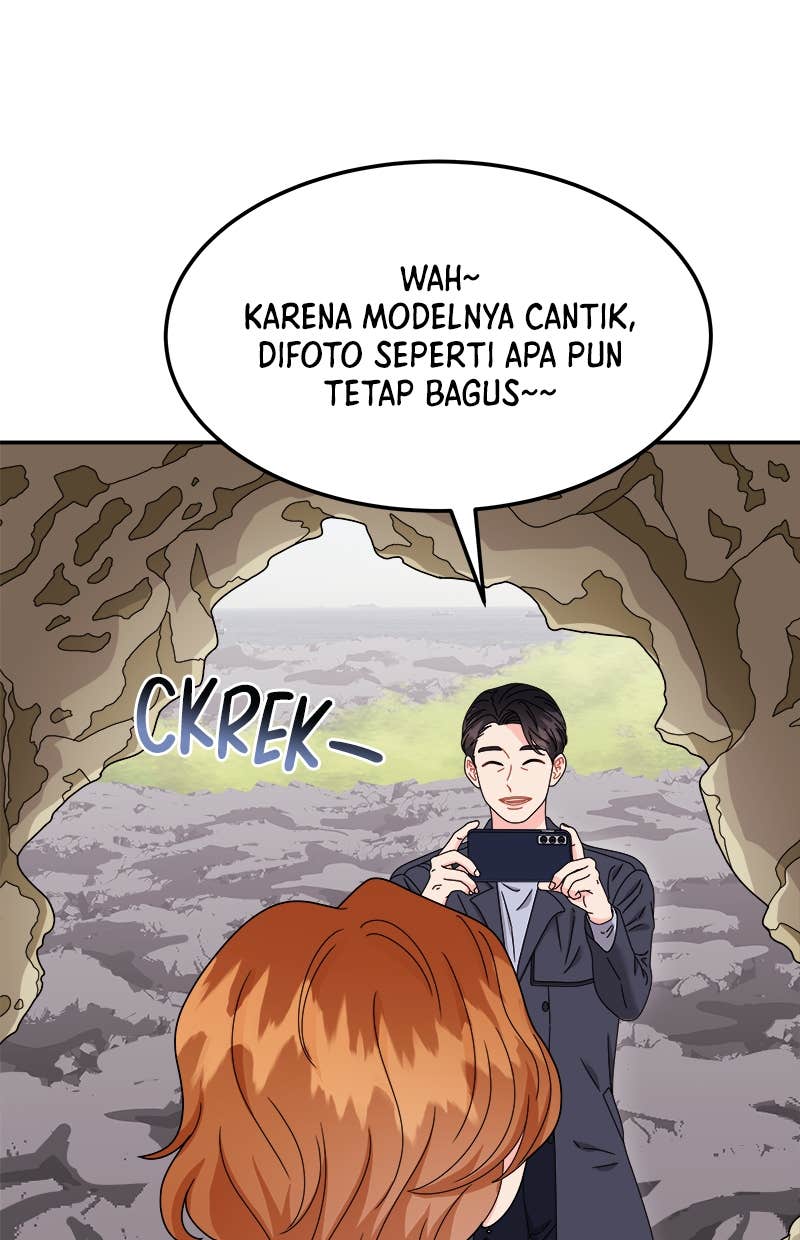 WAH~
KARENA MODELNYA CANTIK,
DIFOTO SEPERTI APA PUN
TETAP BAGUS~~
CKREK~